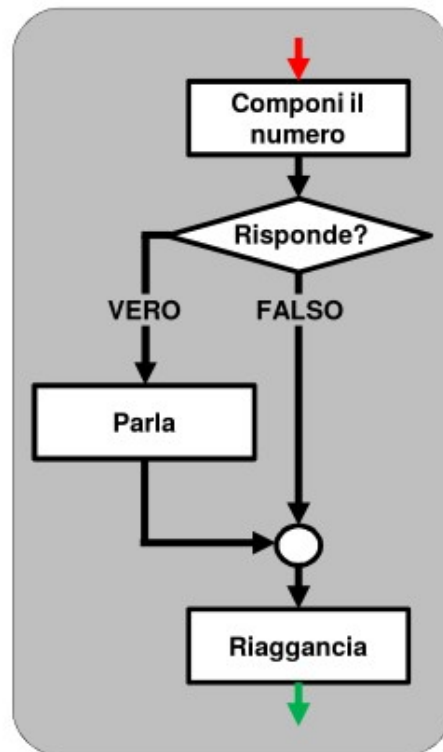 Componi il
numero
Risponde?
VERO
FALSO
Parla
Riaggancia